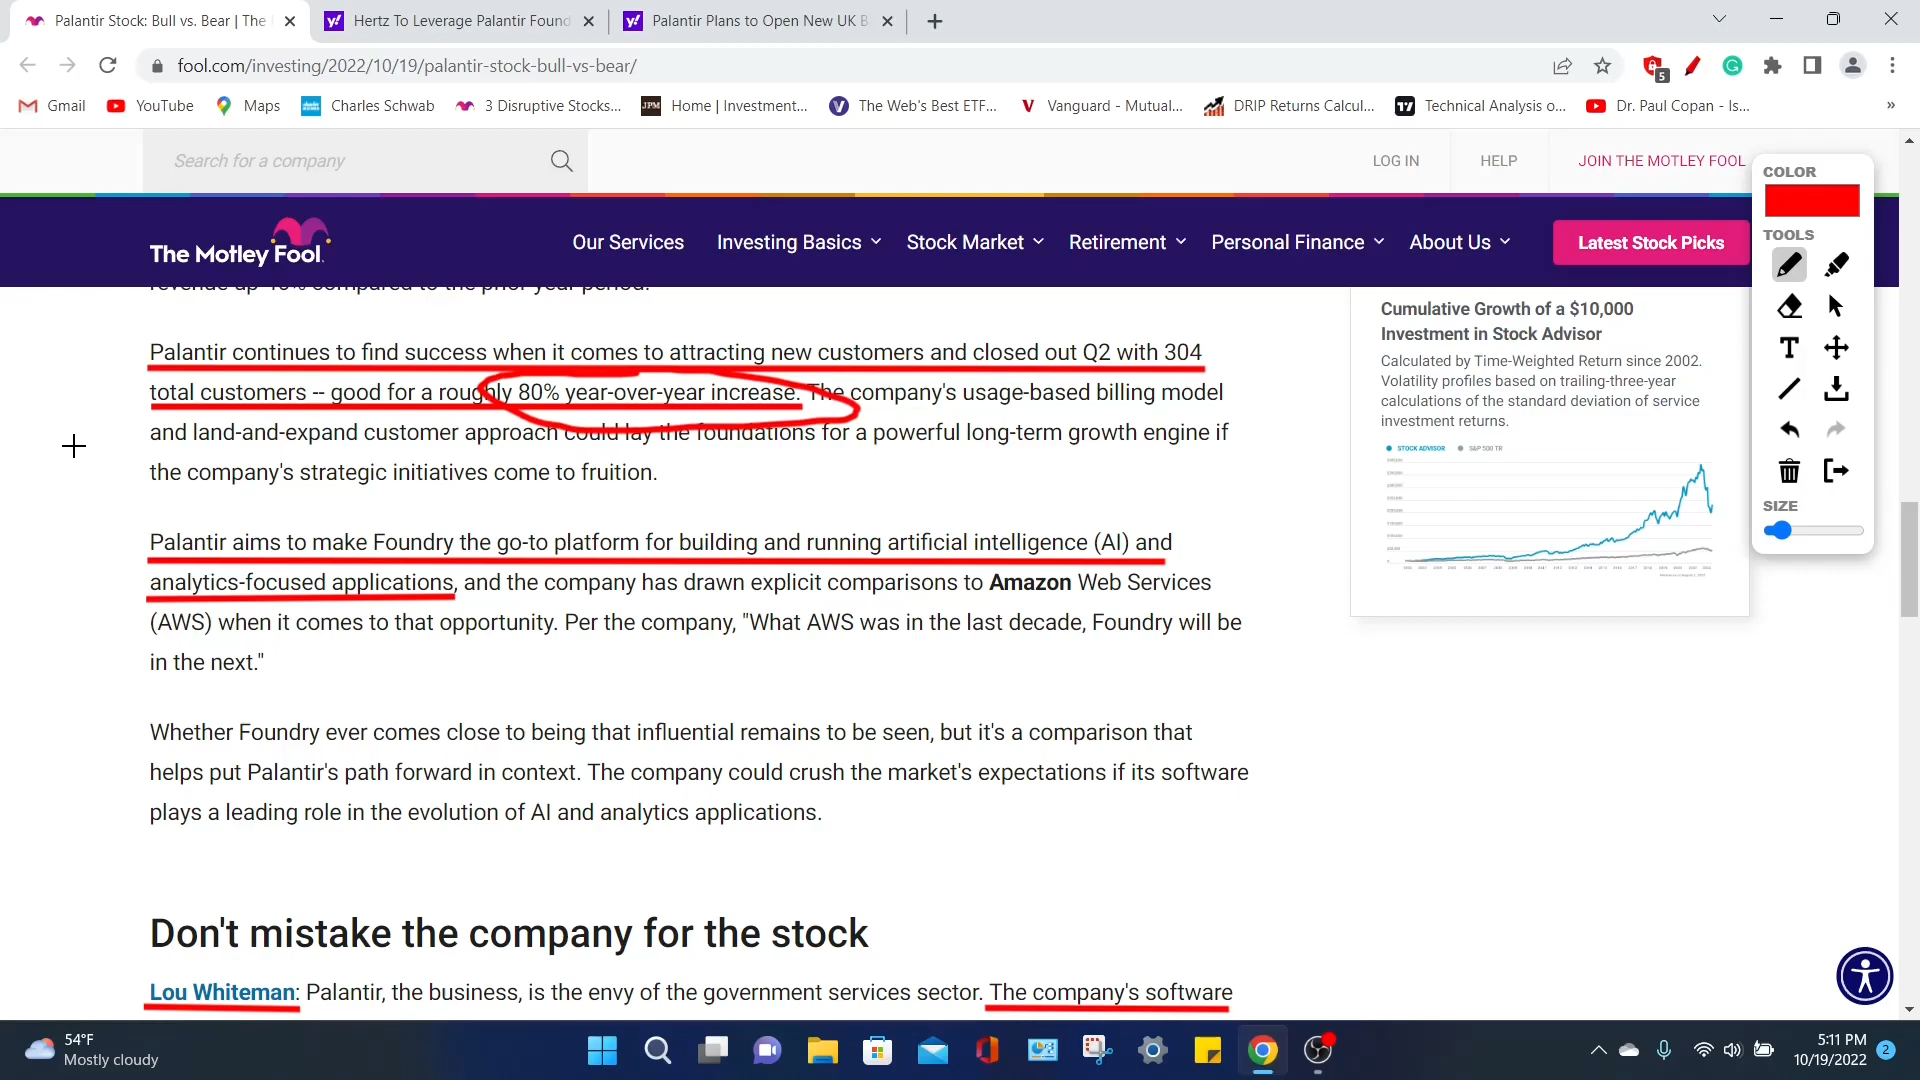 Palantir Stock: Bull vs. Bear | The
Hertz To Leverage Palantir Found
Palantir Plans to Open New UK B
fool.com/investing/2022/10/19/palantir-stock-bull-vs-bear/
5
Gmail
YouTube
Maps
Charles Schwab
3 Disruptive Stocks...
JPM Home | Investment...
The Web's Best ETF...
Vanguard - Mutual...
DRIP Returns Calcul...
Technical Analysis o...
Dr. Paul Copan - Is...
»
Search for a company
LOG IN
HELP
JOIN THE MOTLEY FOOL
The Motley Fool.
Our Services
Investing Basics
Stock Market
Retirement
Personal Finance
About Us
Latest Stock Picks
COLOR
TOOLS
SIZE
revenue up 46% compared to the prior-year period.
Palantir continues to find success when it comes to attracting new customers and closed out Q2 with 304
total customers -- good for a roughly 80% year-over-year increase. The company's usage-based billing model
and land-and-expand customer approach could lay the foundations for a powerful long-term growth engine if
the company's strategic initiatives come to fruition.
Palantir aims to make Foundry the go-to platform for building and running artificial intelligence (AI) and
analytics-focused applications, and the company has drawn explicit comparisons to Amazon Web Services
(AWS) when it comes to that opportunity. Per the company, "What AWS was in the last decade, Foundry will be
in the next."
Whether Foundry ever comes close to being that influential remains to be seen, but it's a comparison that
helps put Palantir's path forward in context. The company could crush the market's expectations if its software
plays a leading role in the evolution of AI and analytics applications.
Don't mistake the company for the stock
Lou Whiteman: Palantir, the business, is the envy of the government services sector. The company's software
Cumulative Growth of a $10,000
Investment in Stock Advisor
Calculated by Time-Weighted Return since 2002.
Volatility profiles based on trailing-three-year
calculations of the standard deviation of service
investment returns.
STOCK ADVISOR
S&P 500 TR
54°F
Mostly cloudy
5:11 PM
10/19/2022
2